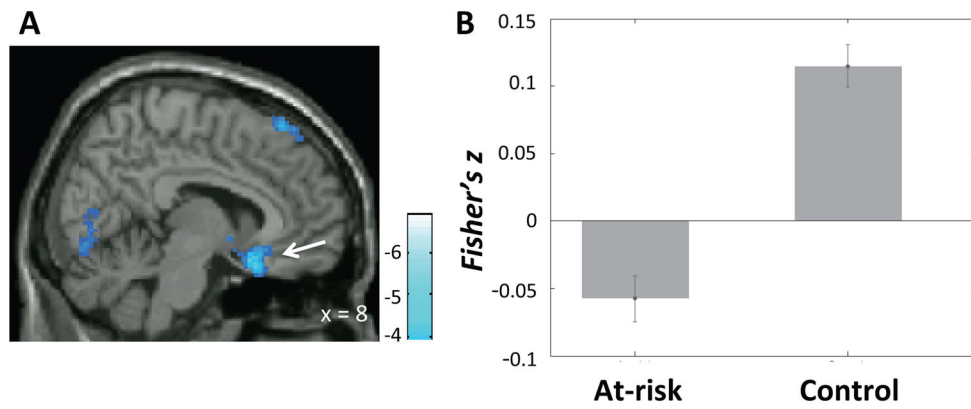 A
x = 8
-6
-5
-4
B
Fisher's z
0.15
0.1
0.05
0
-0.05
-0.1
At-risk
Control